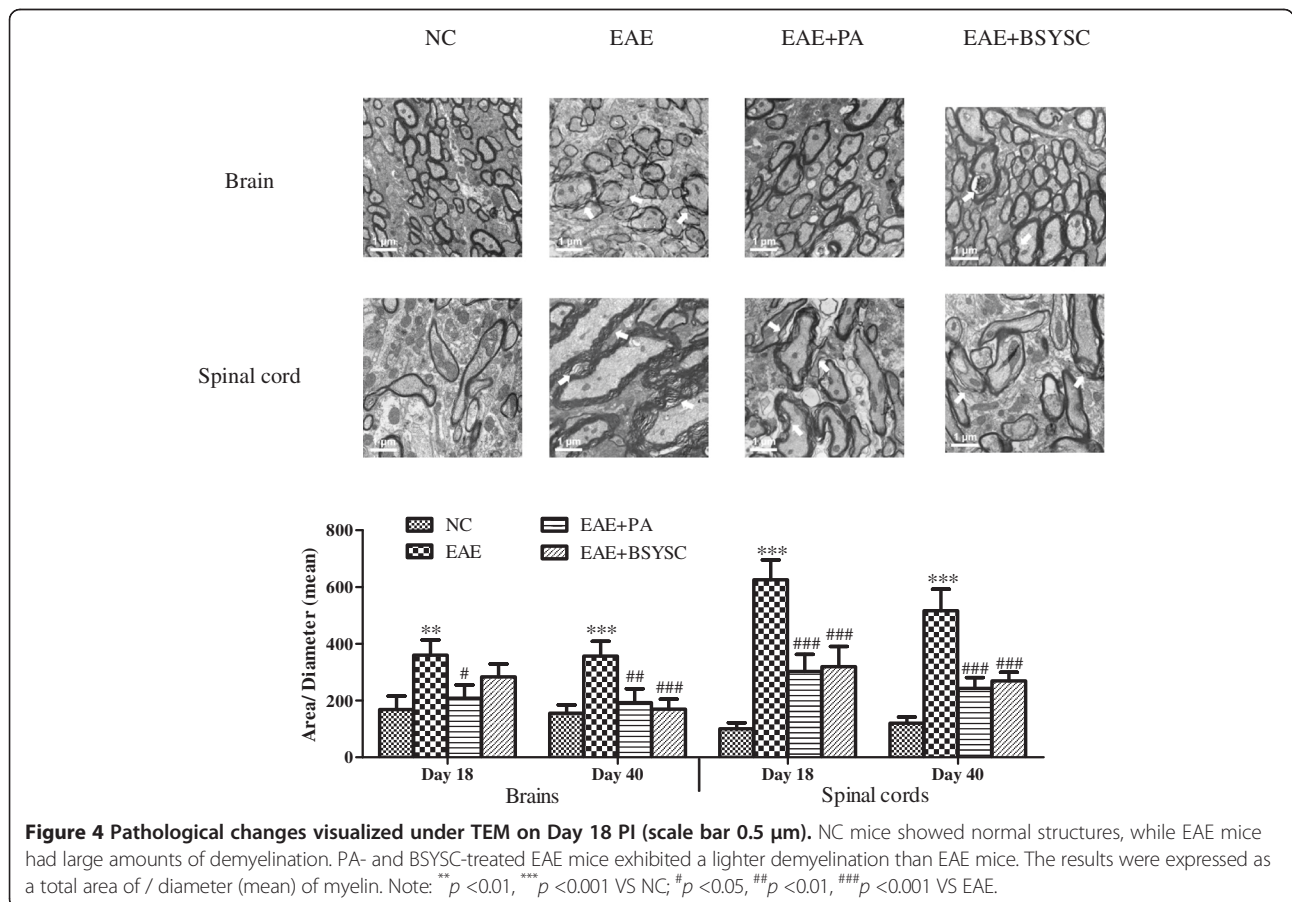 NC EAE EAE+PA EAE+BSYSC
Brain
1 µm 1 µm 1 µm 1 µm
Spinal cord
1 µm 1 µm 1 µm 1 µm
NC EAE+PA
EAE EAE+BSYSC
Area/ Diameter (mean)
800
600
400
200
0
** # *** ## ### *** ### ### *** ### ###
Day 18 Day 40 Day 18 Day 40
Brains Spinal cords
Figure 4 Pathological changes visualized under TEM on Day 18 PI (scale bar 0.5 µm). NC mice showed normal structures, while EAE mice
had large amounts of demyelination. PA- and BSYSC-treated EAE mice exhibited a lighter demyelination than EAE mice. The results were expressed as
a total area of / diameter (mean) of myelin. Note: **p <0.01, ***p <0.001 VS NC; #p <0.05, ##p <0.01, ###p <0.001 VS EAE.